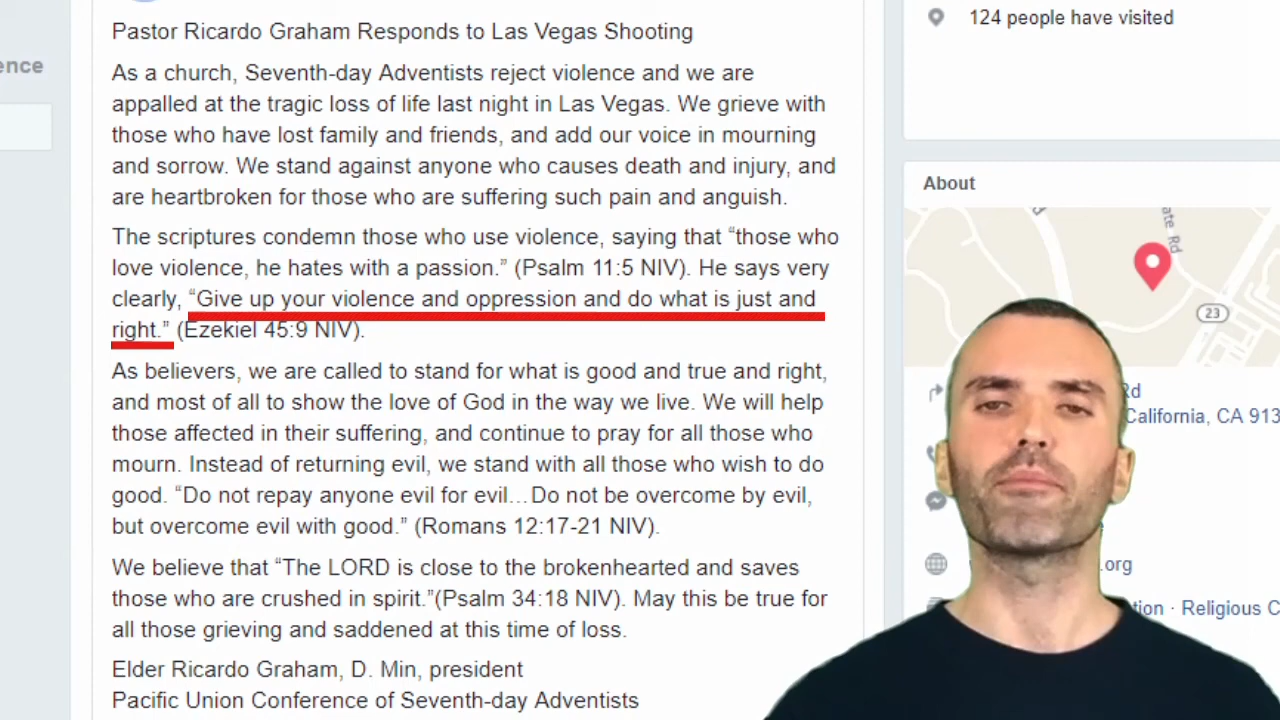 ence
Pastor Ricardo Graham Responds to Las Vegas Shooting
As a church, Seventh-day Adventists reject violence and we are
appalled at the tragic loss of life last night in Las Vegas. We grieve with
those who have lost family and friends, and add our voice in mourning
and sorrow. We stand against anyone who causes death and injury, and
are heartbroken for those who are suffering such pain and anguish.
The scriptures condemn those who use violence, saying that “those who
love violence, he hates with a passion.” (Psalm 11:5 NIV). He says very
clearly, “Give up your violence and oppression and do what is just and
right.” (Ezekiel 45:9 NIV).
As believers, we are called to stand for what is good and true and right,
and most of all to show the love of God in the way we live. We will help
those affected in their suffering, and continue to pray for all those who
mourn. Instead of returning evil, we stand with all those who wish to do
good. “Do not repay anyone evil for evil…Do not be overcome by evil,
but overcome evil with good.” (Romans 12:17-21 NIV).
We believe that “The LORD is close to the brokenhearted and saves
those who are crushed in spirit.”(Psalm 34:18 NIV). May this be true for
all those grieving and saddened at this time of loss.
Elder Ricardo Graham, D. Min, president
Pacific Union Conference of Seventh-day Adventists
124 people have visited
About
ate Rd
23
Rd
California, CA 913
.org
tion · Religious C